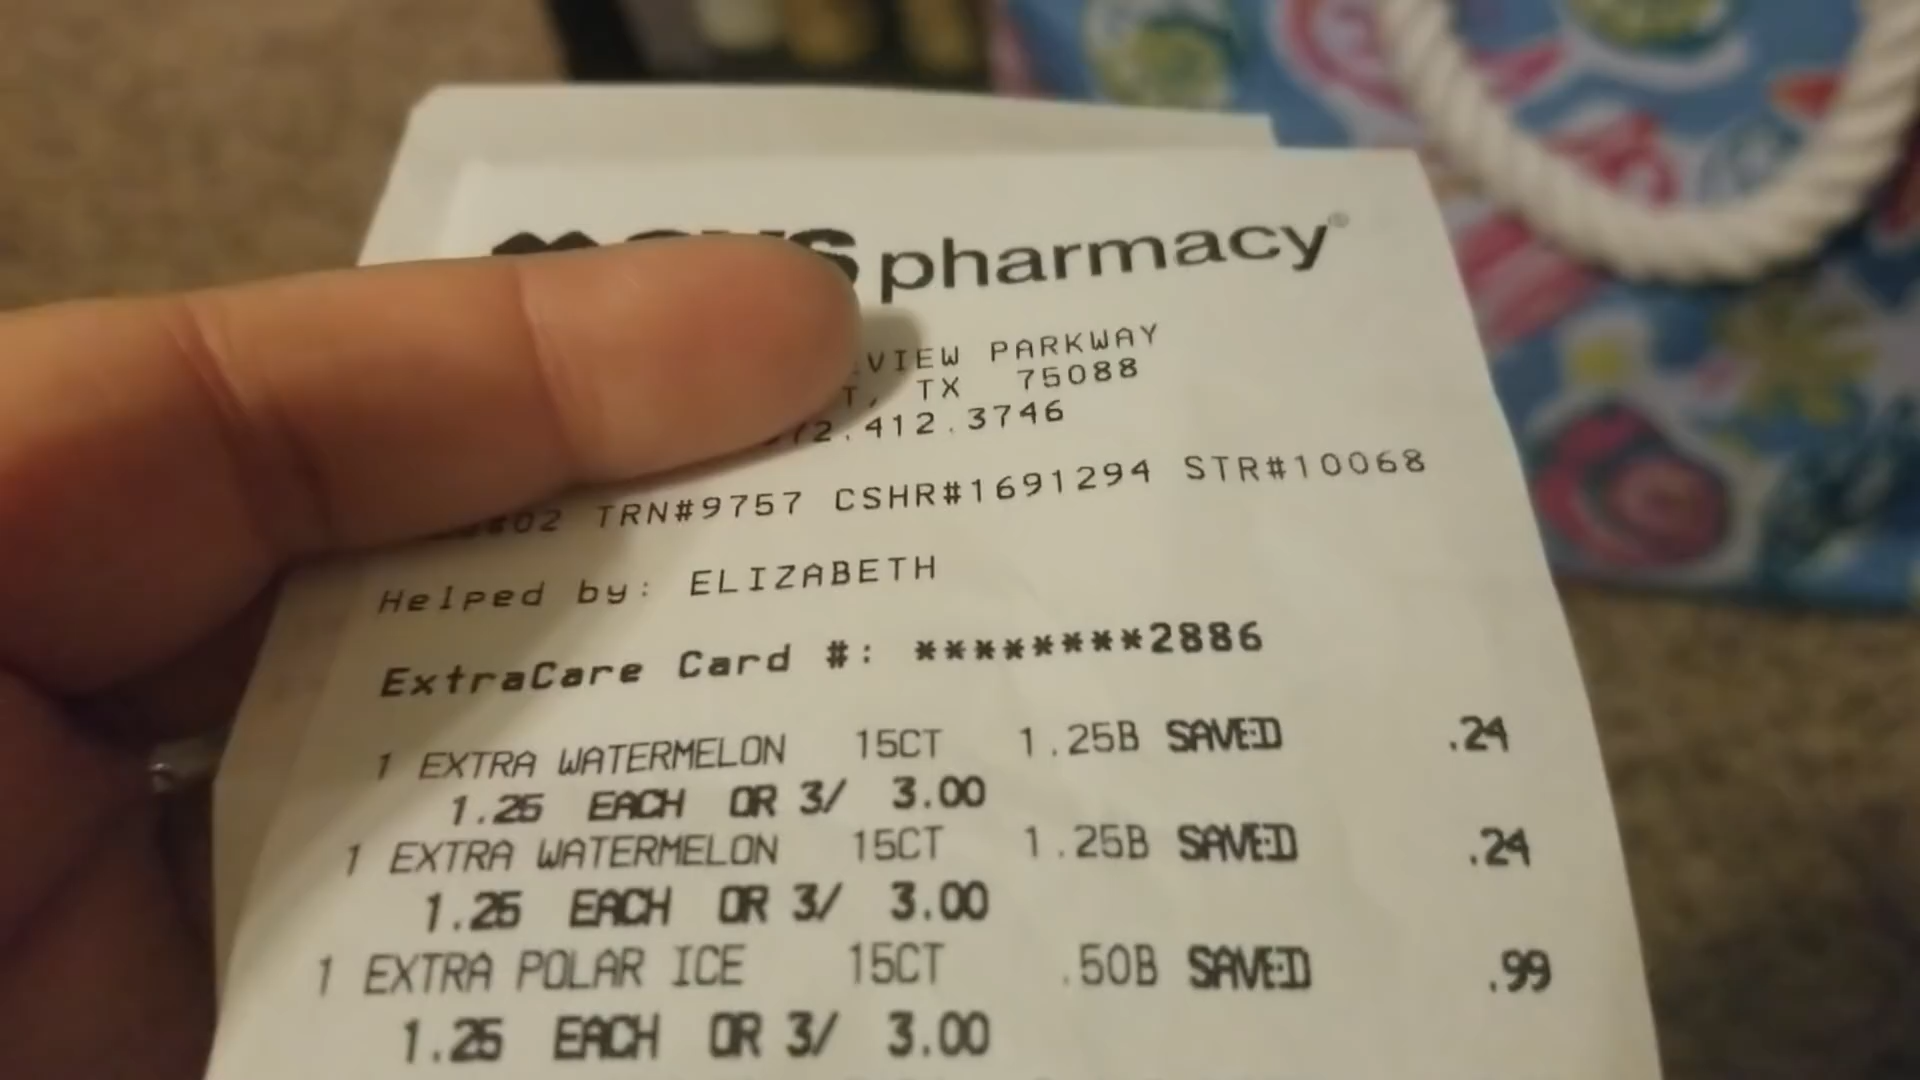 CVS pharmacy®
VIEW PARKWAY
T, TX 75088
2.412.3746
02 TRN#9757 CSHR#1691294 STR#10068
Helped by: ELIZABETH
ExtraCare Card #: ********2886
1 EXTRA WATERMELON 15CT 1.25B SAVED .24
1.25 EACH OR 3/ 3.00
1 EXTRA WATERMELON 15CT 1.25B SAVED .24
1.25 EACH OR 3/ 3.00
1 EXTRA POLAR ICE 15CT .50B SAVED .99
1.25 EACH OR 3/ 3.00